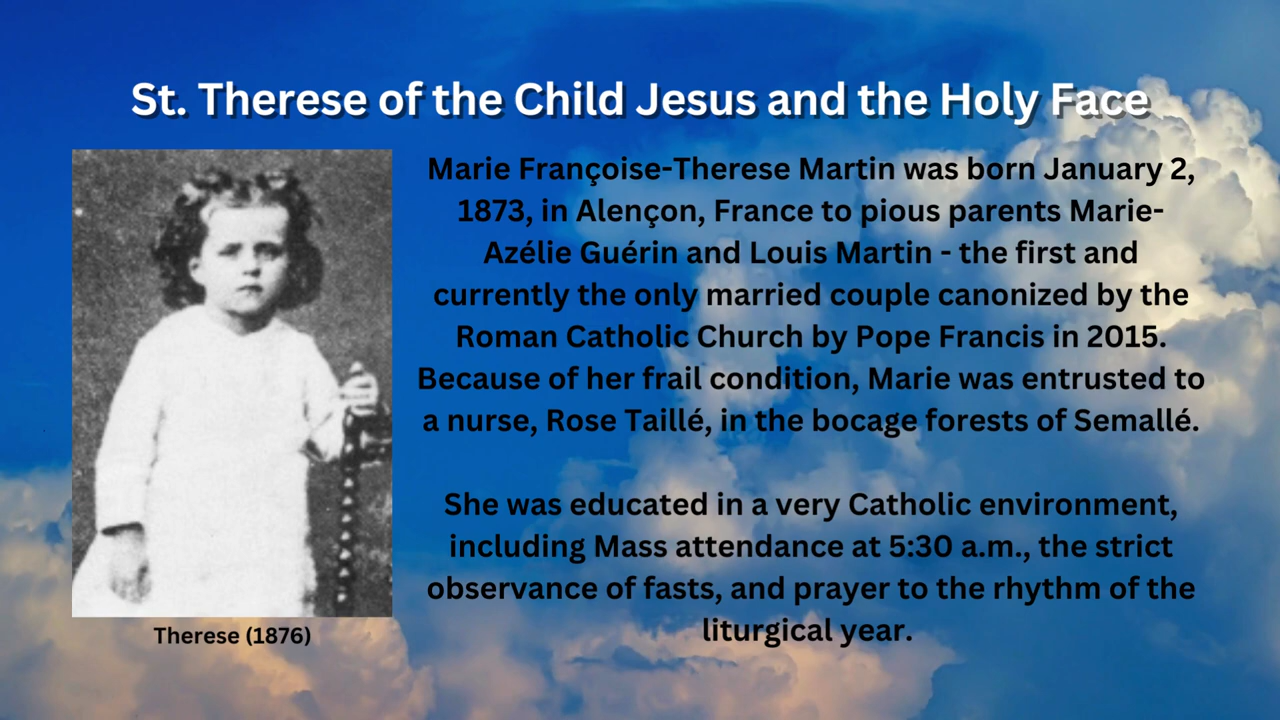 St. Therese of the Child Jesus and the Holy Face
Marie Françoise-Therese Martin was born January 2,
1873, in Alençon, France to pious parents Marie-
Azélie Guérin and Louis Martin - the first and
currently the only married couple canonized by the
Roman Catholic Church by Pope Francis in 2015.
Because of her frail condition, Marie was entrusted to
a nurse, Rose Taillé, in the bocage forests of Semallé.
She was educated in a very Catholic environment,
including Mass attendance at 5:30 a.m., the strict
observance of fasts, and prayer to the rhythm of the
liturgical year.
Therese (1876)